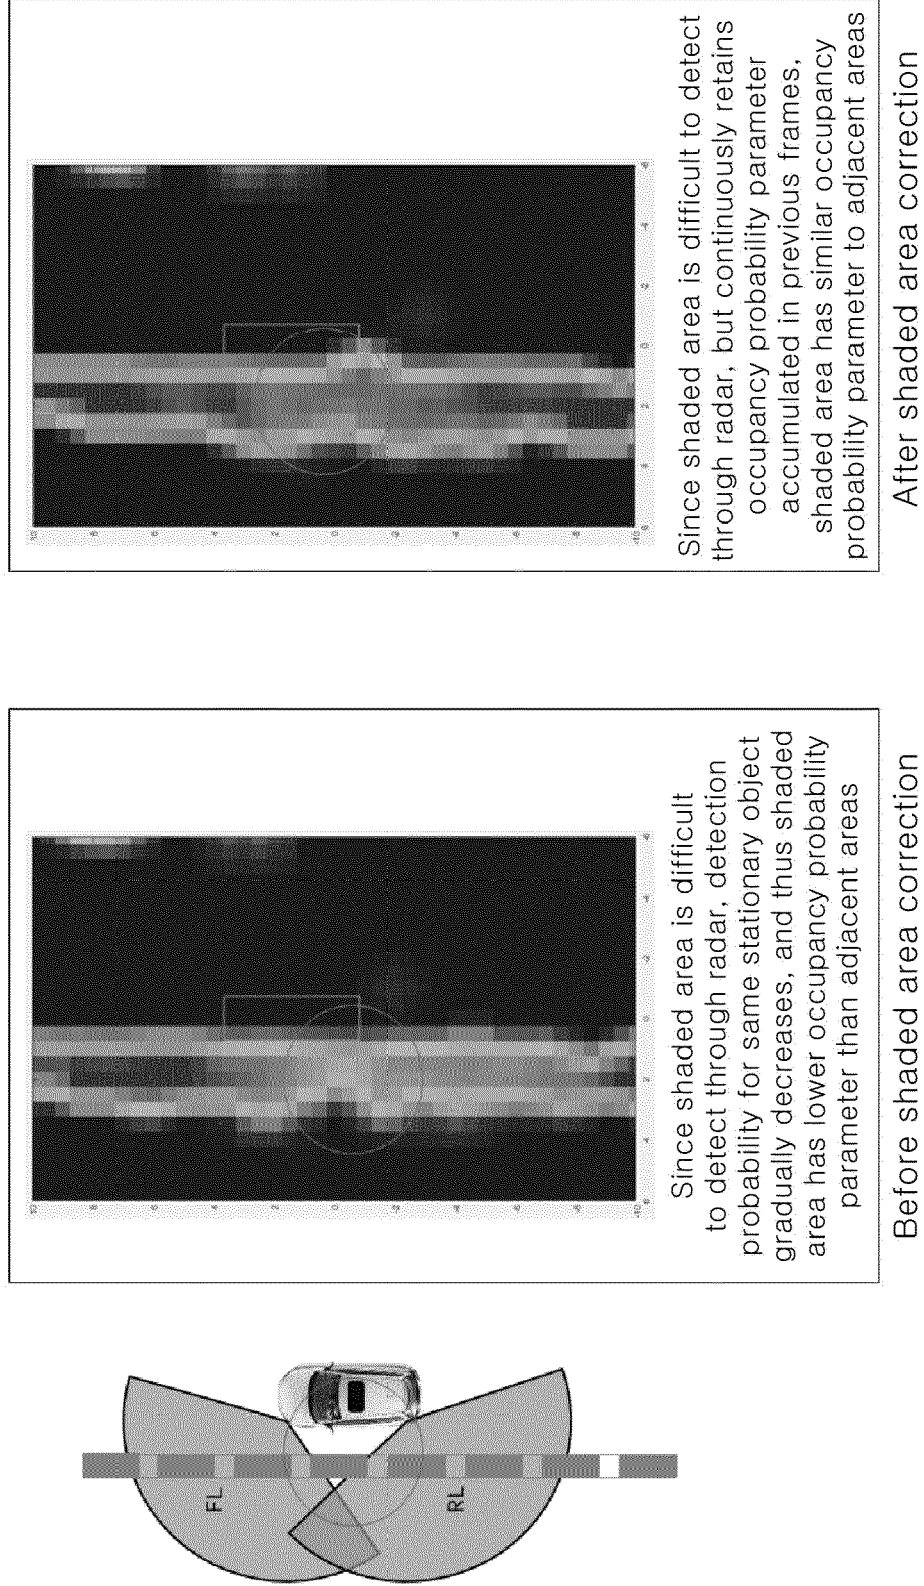 FL
RL
Since shaded area is difficult
to detect through radar, detection
probability for same stationary object
gradually decreases, and thus shaded
area has lower occupancy probability
parameter than adjacent areas
Before shaded area correction
Since shaded area is difficult to detect
through radar, but continuously retains
occupancy probability parameter
accumulated in previous frames,
shaded area has similar occupancy
probability parameter to adjacent areas
After shaded area correction